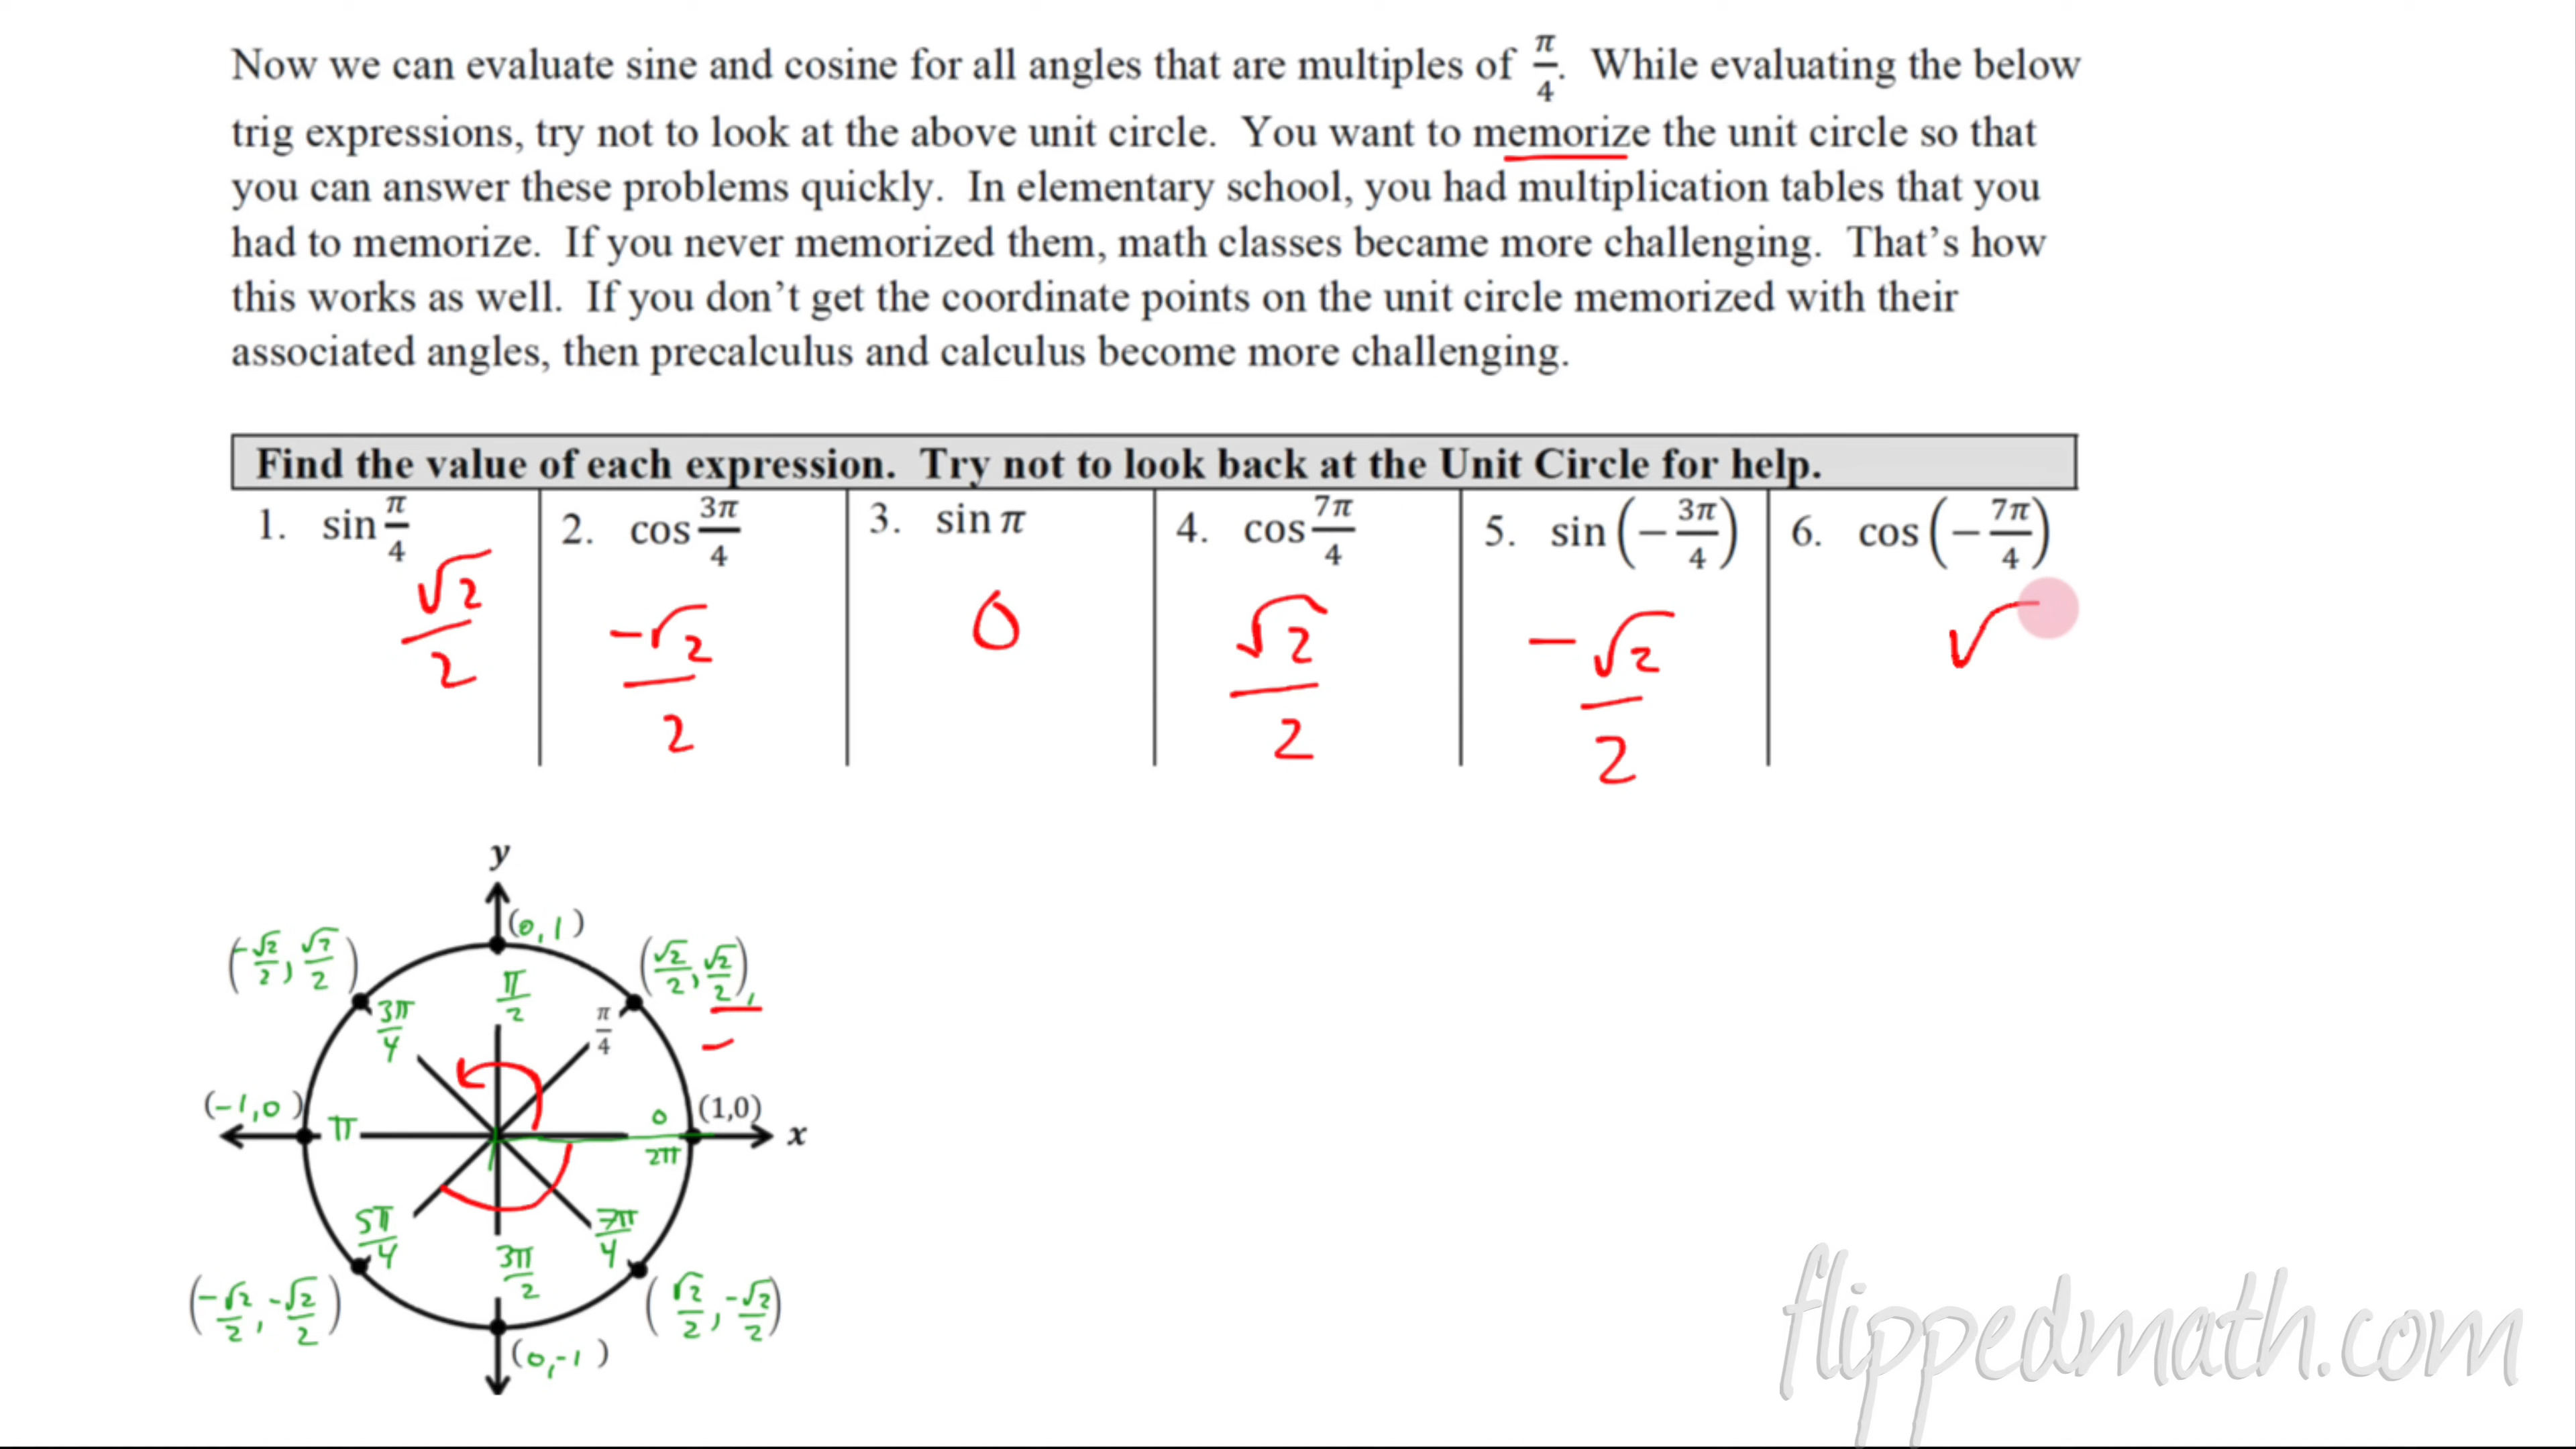 Now we can evaluate sine and cosine for all angles that are multiples of π/4. While evaluating the below
trig expressions, try not to look at the above unit circle. You want to memorize the unit circle so that
you can answer these problems quickly. In elementary school, you had multiplication tables that you
had to memorize. If you never memorized them, math classes became more challenging. That's how
this works as well. If you don't get the coordinate points on the unit circle memorized with their
associated angles, then precalculus and calculus become more challenging.
Find the value of each expression. Try not to look back at the Unit Circle for help.
1. sin π/4
√2/2
2. cos 3π/4
-√2/2
3. sin π
0
4. cos 7π/4
√2/2
5. sin(-3π/4)
-√2/2
6. cos(-7π/4)
√
y
(0,1)
(-√2/2, √2/2)
(√2/2, √2/2)
3π/4
π/2
π/4
(-1,0)
π
0
2π
(1,0)
x
5π/4
3π/2
7π/4
(-√2/2, -√2/2)
(√2/2, -√2/2)
(0,-1)
flippedmath.com